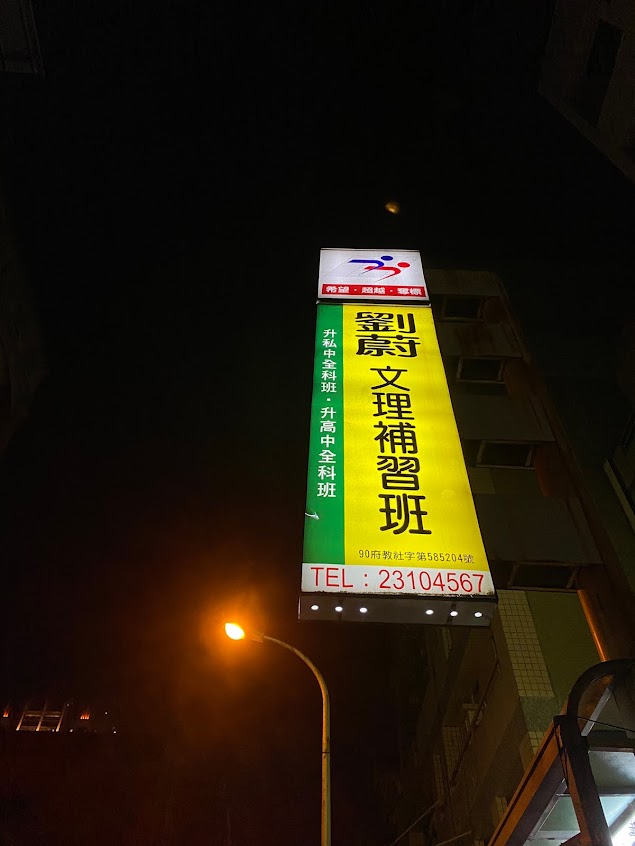 希望・超越・奪標
劉蔚
文理補習班
升私中全科班・升高中全科班
90府教社字第585204號
TEL：23104567